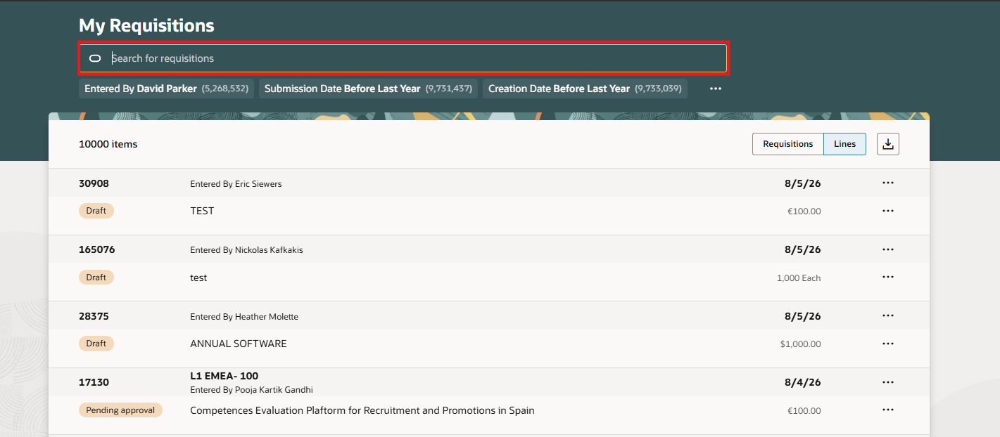 My Requisitions
Search for requisitions
Entered By David Parker (5,268,532) Submission Date Before Last Year (9,731,437) Creation Date Before Last Year (9,733,039)
10000 items Requisitions Lines
30908 Entered By Eric Siewers 8/5/26
Draft TEST €100.00
165076 Entered By Nickolas Kafkakis 8/5/26
Draft test 1,000 Each
28375 Entered By Heather Molette 8/5/26
Draft ANNUAL SOFTWARE $1,000.00
L1 EMEA- 100
17130 Entered By Pooja Kartik Gandhi 8/4/26
Pending approval Competences Evaluation Plaftorm for Recruitment and Promotions in Spain €100.00